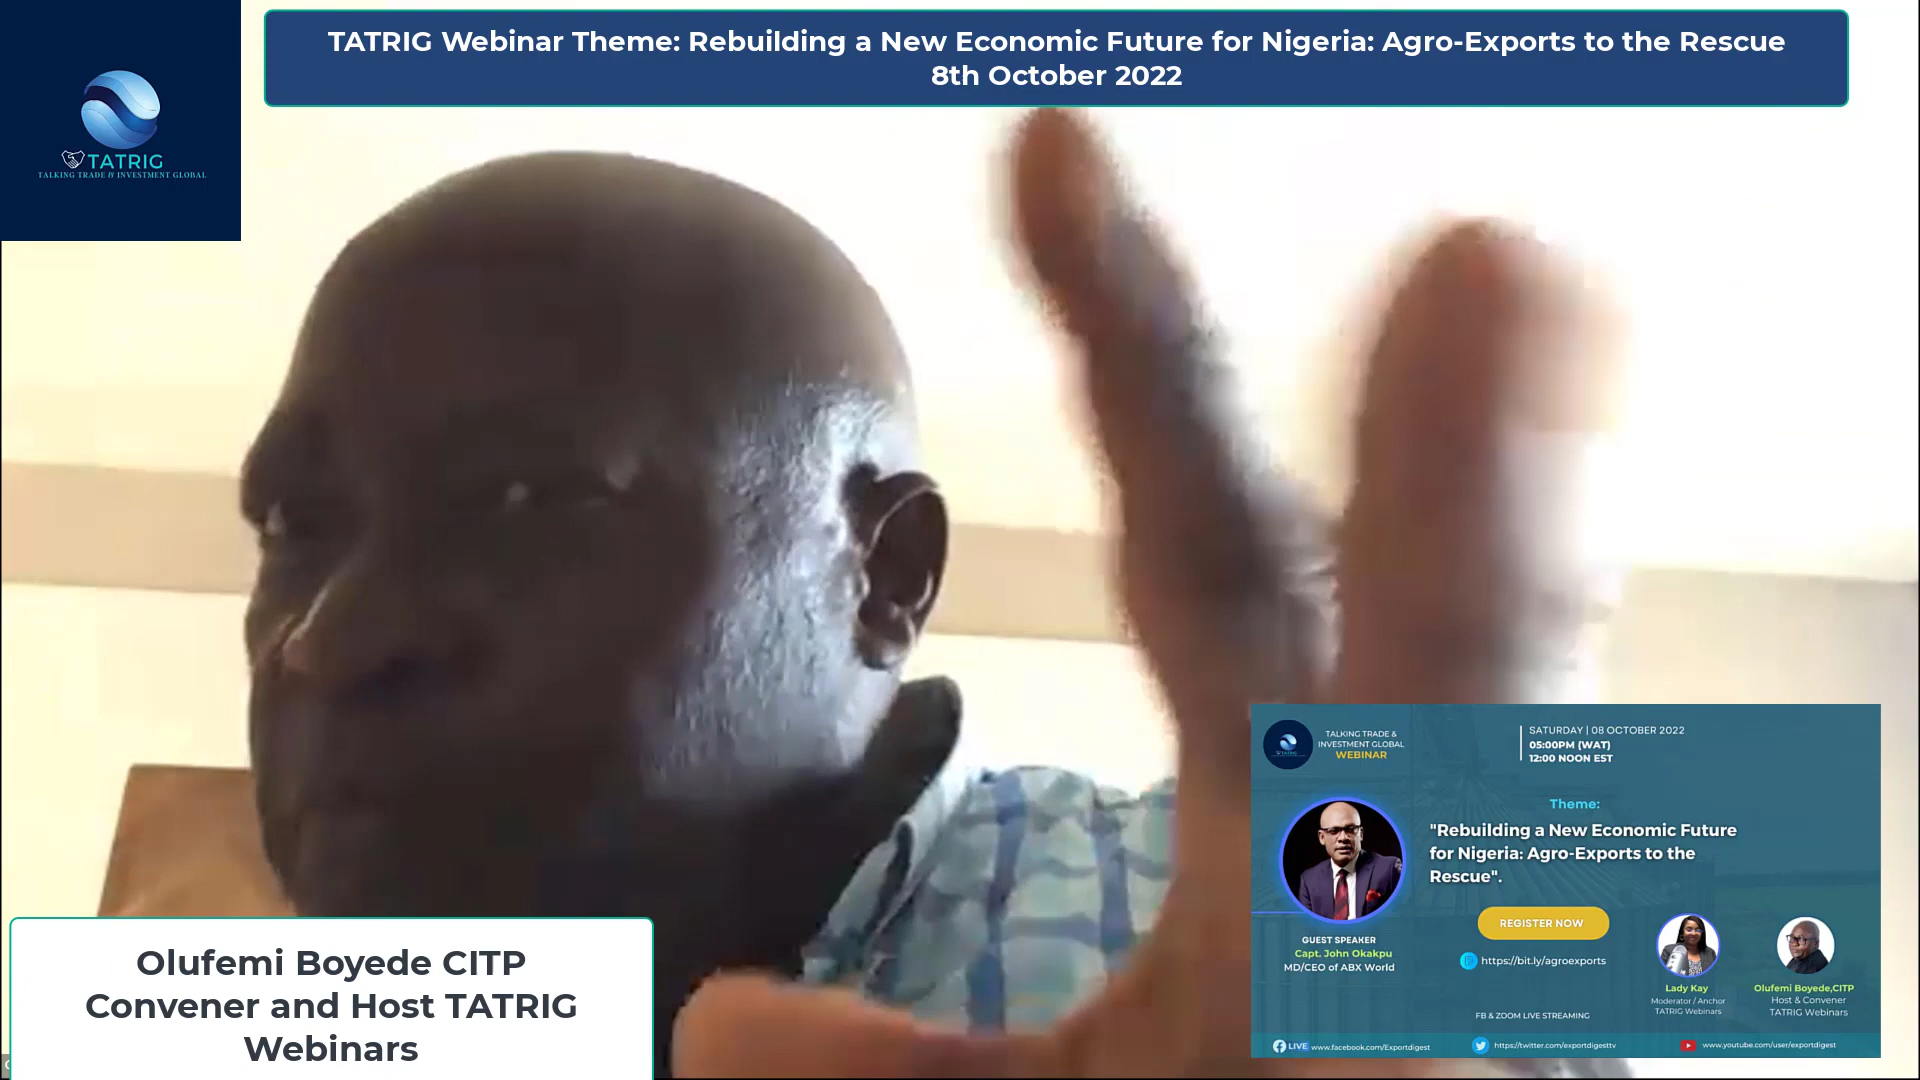 TATRIG Webinar Theme: Rebuilding a New Economic Future for Nigeria: Agro-Exports to the Rescue
8th October 2022
TATRIG
TALKING TRADE & INVESTMENT GLOBAL
Olufemi Boyede CITP
Convener and Host TATRIG
Webinars
TALKING TRADE &
INVESTMENT GLOBAL
WEBINAR
SATURDAY | 08 OCTOBER 2022
05:00PM (WAT)
12:00 NOON EST
Theme:
"Rebuilding a New Economic Future
for Nigeria: Agro-Exports to the
Rescue".
REGISTER NOW
https://bit.ly/agroexports
GUEST SPEAKER
Capt. John Okakpu
MD/CEO of ABX World
Lady Kay
Moderator / Anchor
TATRIG Webinars
Olufemi Boyede,CITP
Host & Convener
TATRIG Webinars
FB & ZOOM LIVE STREAMING
LIVE www.facebook.com/Exportdigest
https://twitter.com/exportdigesttv
www.youtube.com/user/exportdigest